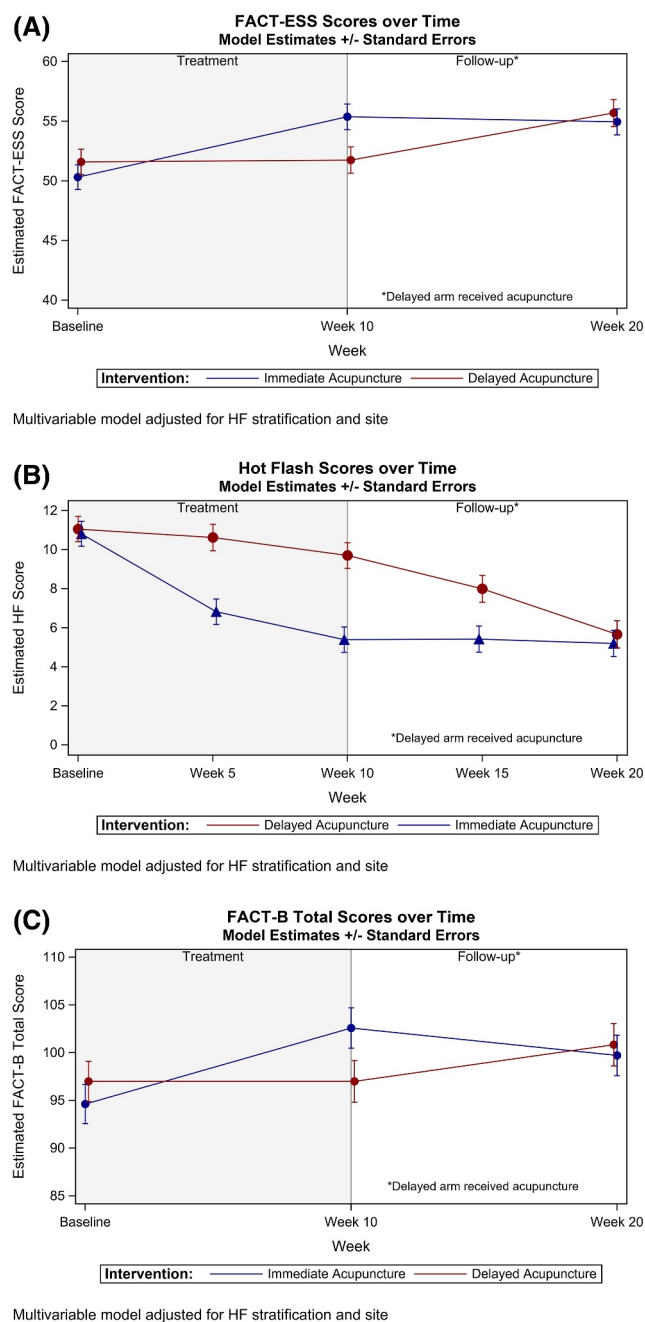 (A)
FACT-ESS Scores over Time
Model Estimates +/- Standard Errors
Treatment
Follow-up*
60
55
50
45
40
Estimated FACT-ESS Score
*Delayed arm received acupuncture
Baseline
Week 10
Week 20
Week
Intervention: Immediate Acupuncture Delayed Acupuncture
Multivariable model adjusted for HF stratification and site
(B)
Hot Flash Scores over Time
Model Estimates +/- Standard Errors
Treatment
Follow-up*
12
10
8
6
4
2
0
Estimated HF Score
*Delayed arm received acupuncture
Baseline
Week 5
Week 10
Week 15
Week 20
Week
Intervention: Delayed Acupuncture Immediate Acupuncture
Multivariable model adjusted for HF stratification and site
(C)
FACT-B Total Scores over Time
Model Estimates +/- Standard Errors
Treatment
Follow-up*
110
105
100
95
90
85
Estimated FACT-B Total Score
*Delayed arm received acupuncture
Baseline
Week 10
Week 20
Week
Intervention: Immediate Acupuncture Delayed Acupuncture
Multivariable model adjusted for HF stratification and site